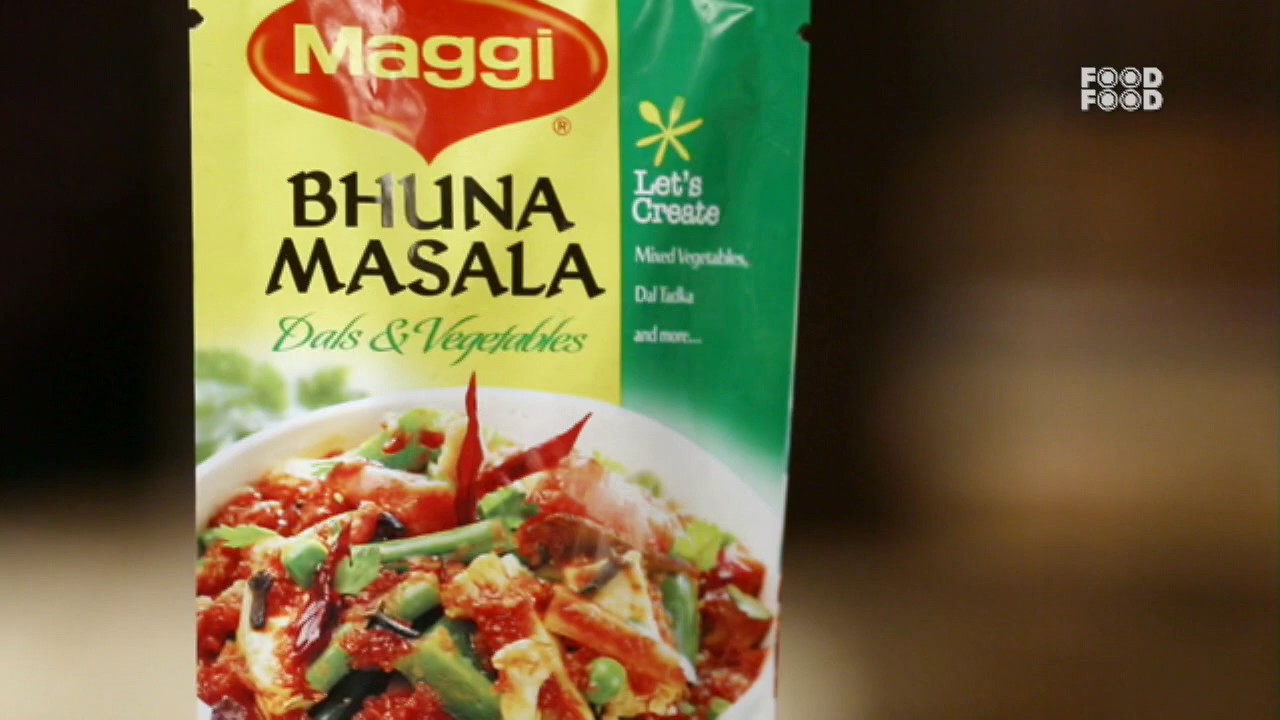 Maggi
®
BHUNA
MASALA
Dals & Vegetables
Let's
Create
Mixed Vegetables,
Dal Tadka
and more...
FOOD
FOOD